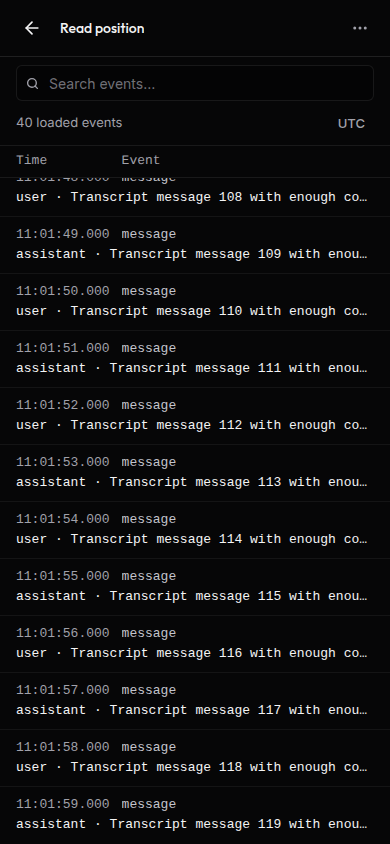 Read position
Search events...
40 loaded events UTC
Time Event
11:01:48.000 message
user · Transcript message 108 with enough co…
11:01:49.000 message
assistant · Transcript message 109 with enou…
11:01:50.000 message
user · Transcript message 110 with enough co…
11:01:51.000 message
assistant · Transcript message 111 with enou…
11:01:52.000 message
user · Transcript message 112 with enough co…
11:01:53.000 message
assistant · Transcript message 113 with enou…
11:01:54.000 message
user · Transcript message 114 with enough co…
11:01:55.000 message
assistant · Transcript message 115 with enou…
11:01:56.000 message
user · Transcript message 116 with enough co…
11:01:57.000 message
assistant · Transcript message 117 with enou…
11:01:58.000 message
user · Transcript message 118 with enough co…
11:01:59.000 message
assistant · Transcript message 119 with enou…